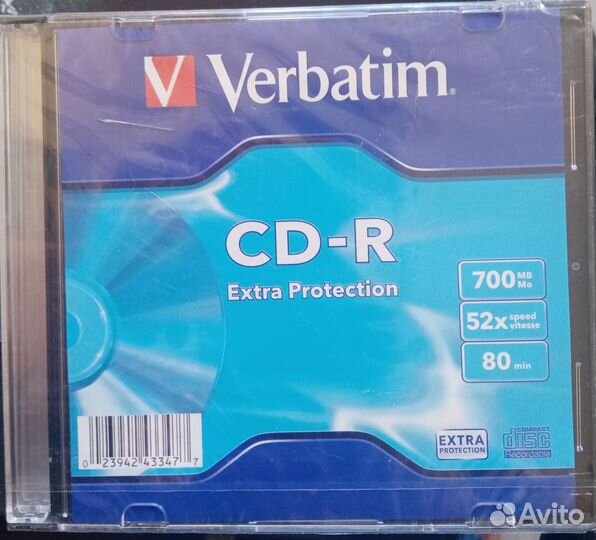 V Verbatim®
CD-R
Extra Protection
700 MB
Mo
52x speed
vitesse
80 min
EXTRA
PROTECTION
COMPACT
disc
Recordable
0 23942 43347 7
Avito